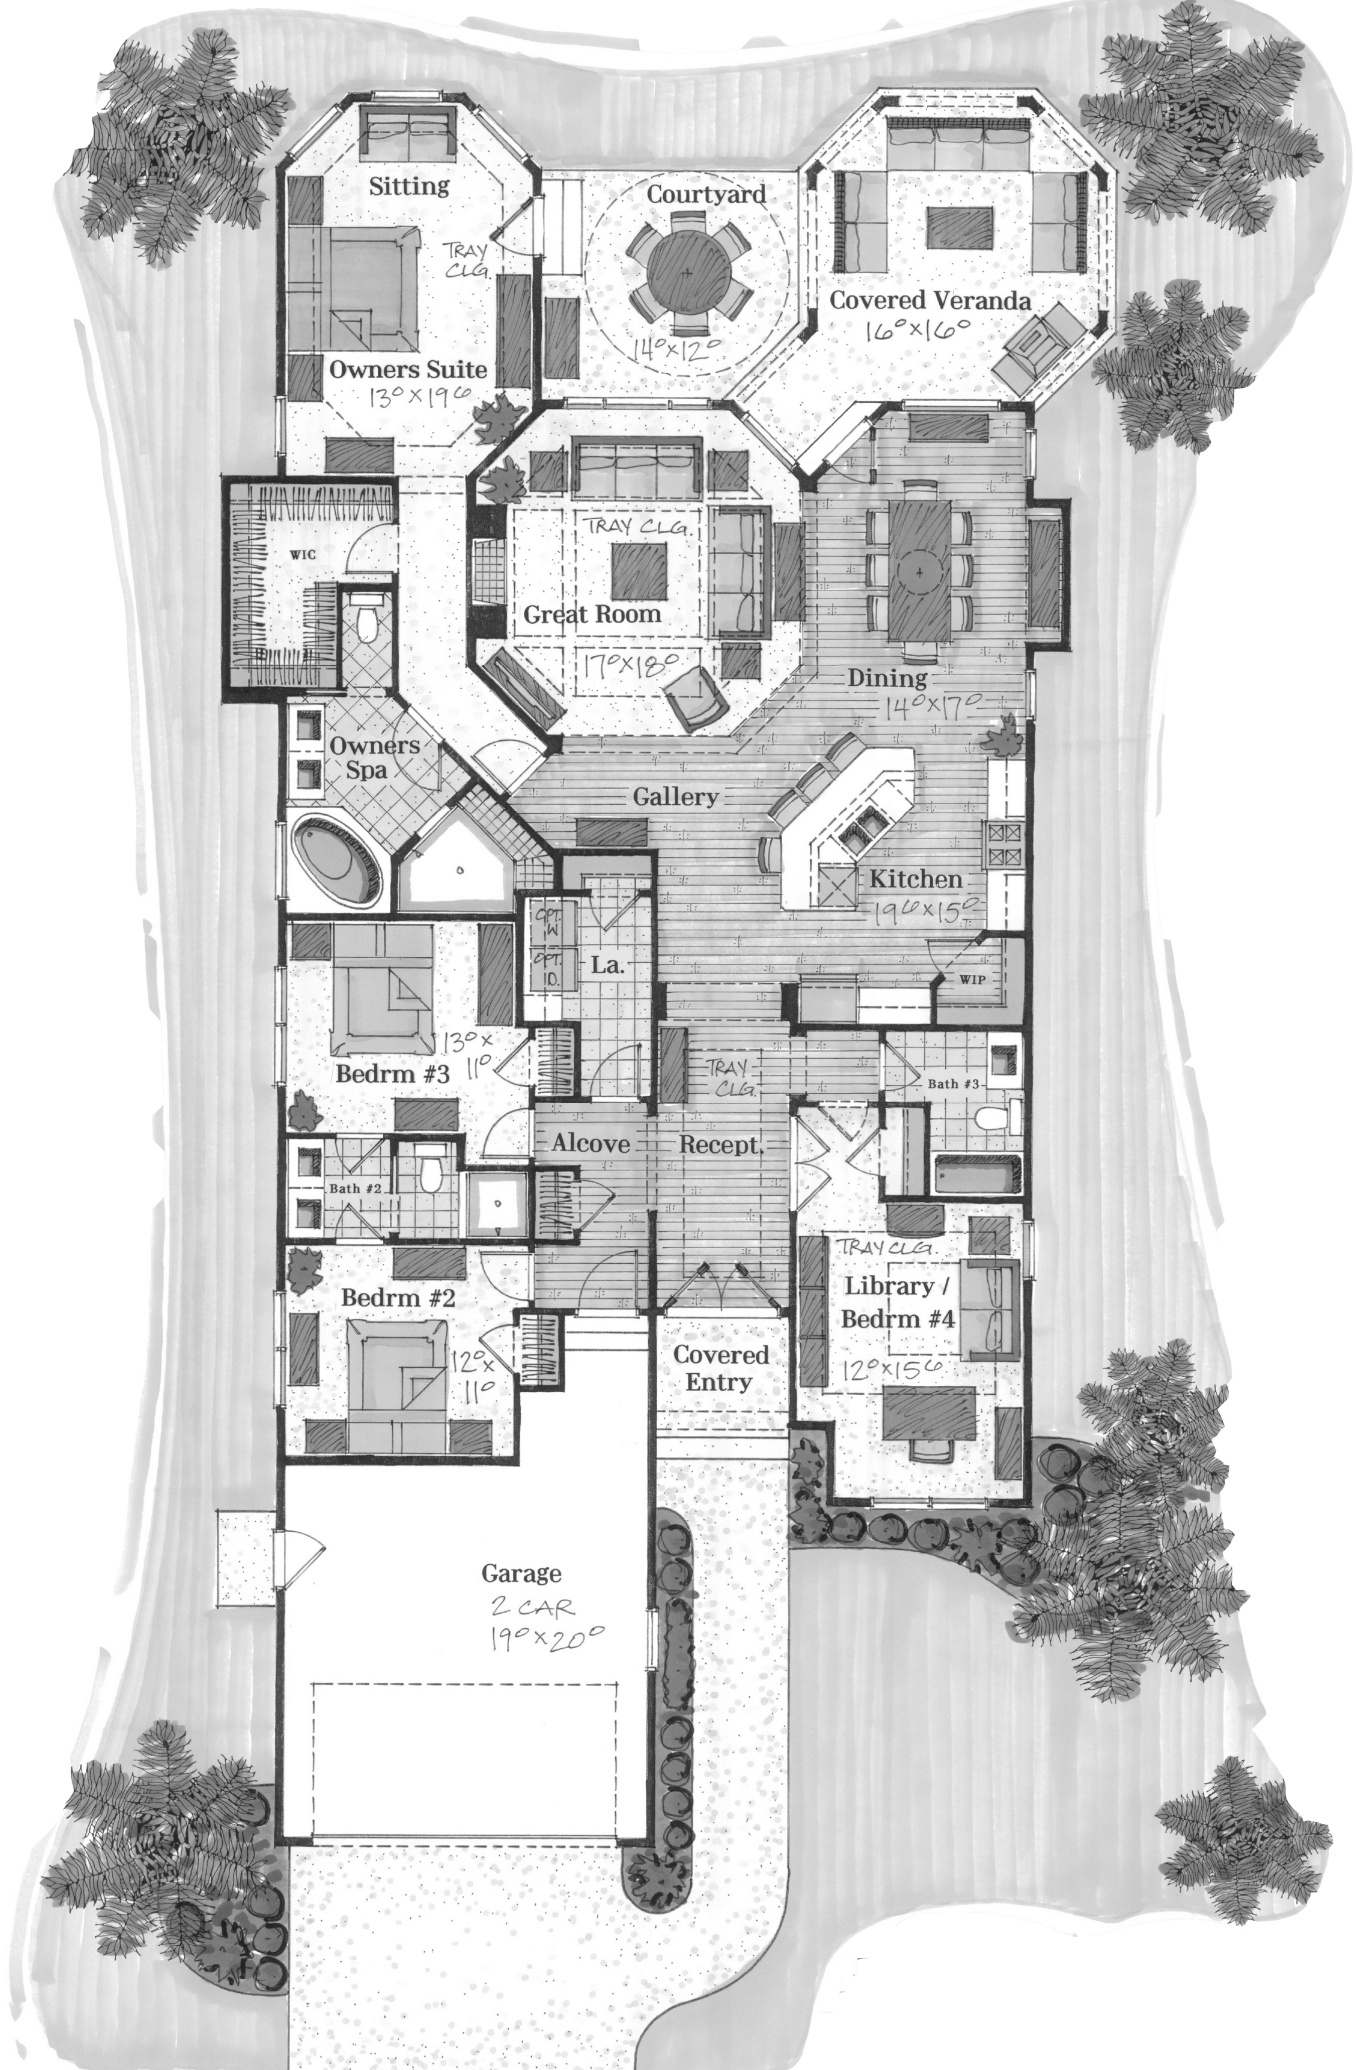 Sitting
Courtyard
TRAY
CLG.
Covered Veranda
16⁰x16⁰
14⁰x12⁰
Owners Suite
13⁰x19⁶
TRAY CLG.
WIC
Great Room
17⁰x18⁰
Dining
14⁰x17⁰
Owners
Spa
Gallery
Kitchen
19⁶x15⁰
OPT.
W
OPT.
D.
La.
WIP
13⁰x
11⁰
Bedrm #3
TRAY
CLG.
Bath #3
Alcove
Recept.
Bath #2
TRAY CLG.
Library /
Bedrm #4
12⁰x15⁶
Bedrm #2
12⁰x
11⁰
Covered
Entry
Garage
2 CAR
19⁰x20⁰